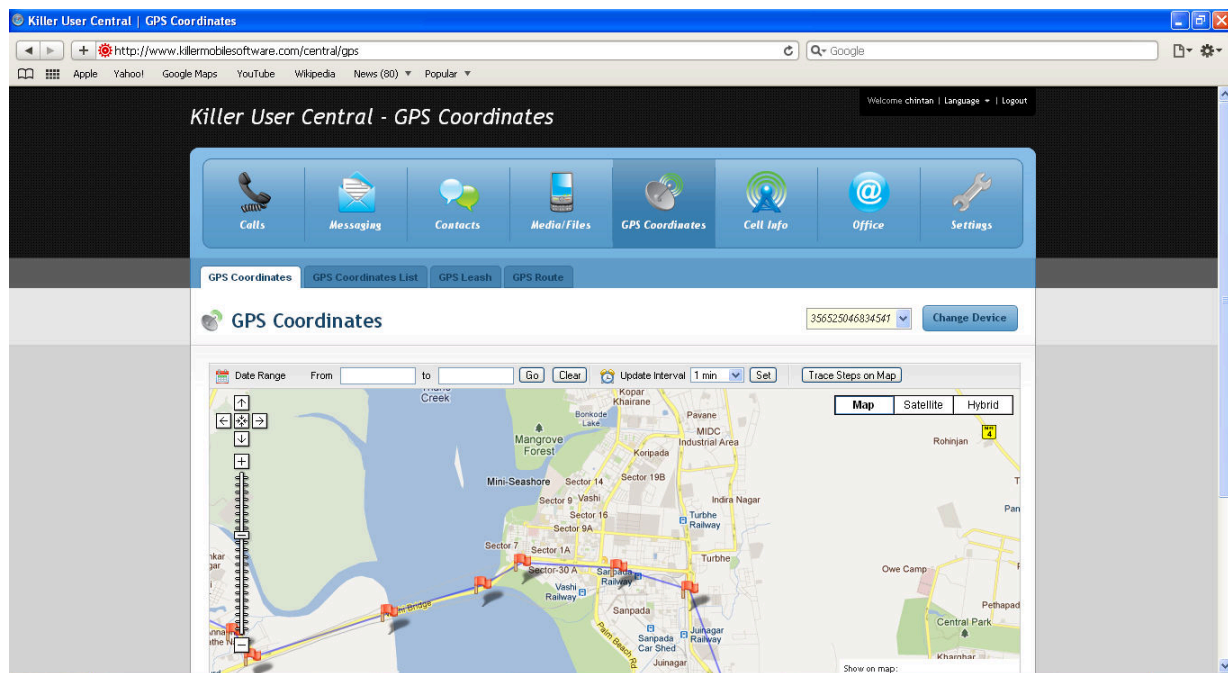 Killer User Central | GPS Coordinates
http://www.killermobilesoftware.com/central/gps
Google
Apple Yahoo! Google Maps YouTube Wikipedia News (80) Popular
Welcome chintan | Language | Logout
Killer User Central - GPS Coordinates
Calls Messaging Contacts Media/Files GPS Coordinates Cell Info Office Settings
GPS Coordinates GPS Coordinates List GPS Leash GPS Route
GPS Coordinates
356525046834541 Change Device
Date Range From to Go Clear Update Interval 1 min Set Trace Steps on Map
Creek
Kopar
Khairane
Map Satellite Hybrid
Bonkode
Lake
Pavane
MIDC
Industrial Area
Mangrove
Forest
4
Rohinjan
Koripada
Mini-Seashore
Sector 14
Sector 19B
Sector 9
Vashi
Indira Nagar
Sector 16
Turbhe
Railway
Sector 9A
Sector 7
Sector 1A
Turbhe
Sector-30 A
Railway
Owe Camp
Vashi
Railway
Bridge
Sanpada
Pethapad
Central Park
Palm Beach Rd
Sanpada
Car Shed
Juinagar
Railway
Juinagar
Kharghar
Show on map: